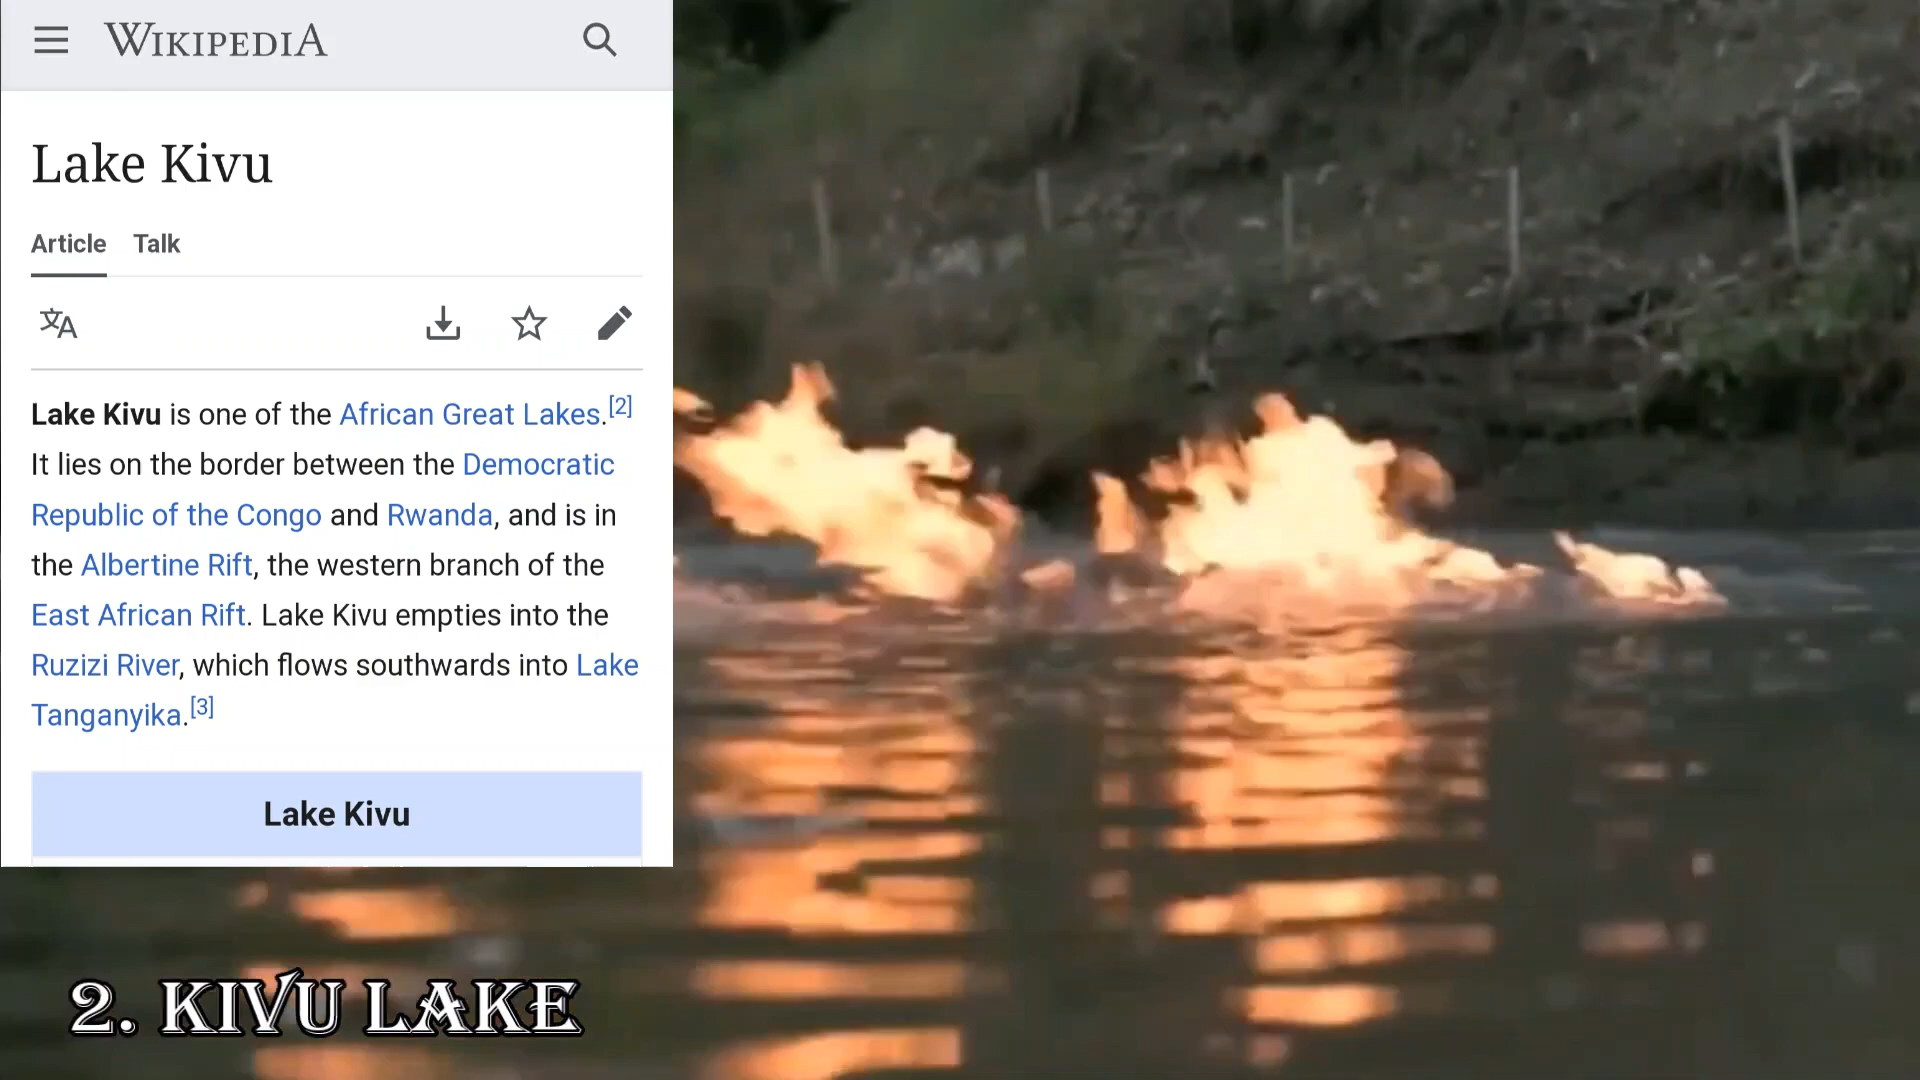 WIKIPEDIA
Lake Kivu
Article Talk
文A
Lake Kivu is one of the African Great Lakes.[2]
It lies on the border between the Democratic
Republic of the Congo and Rwanda, and is in
the Albertine Rift, the western branch of the
East African Rift. Lake Kivu empties into the
Ruzizi River, which flows southwards into Lake
Tanganyika.[3]
Lake Kivu
2. KIVU LAKE